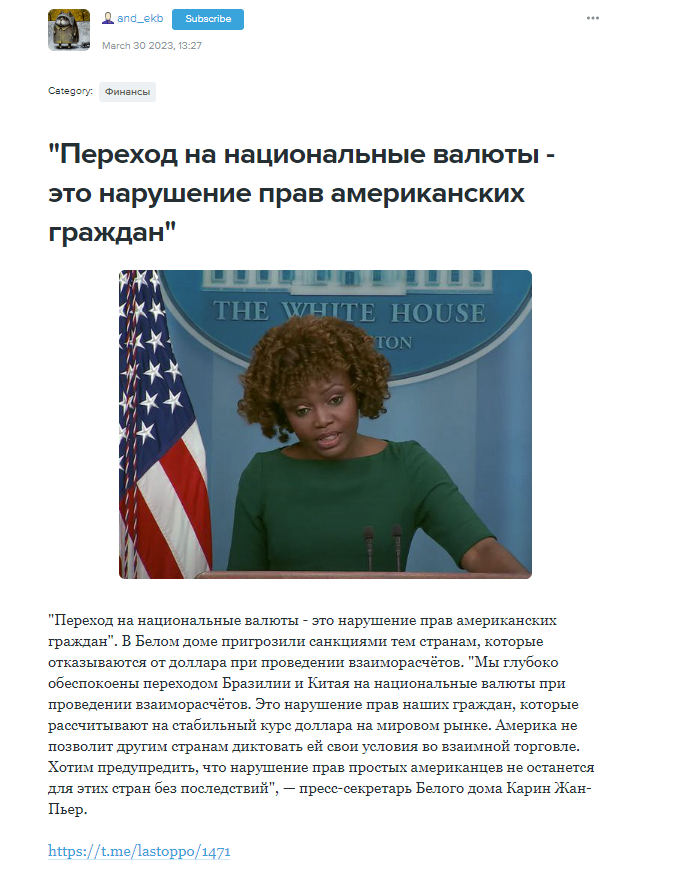 and_ekb Subscribe
March 30 2023, 13:27
Category: Финансы
"Переход на национальные валюты -
это нарушение прав американских
граждан"
THE WHITE HOUSE
TON
"Переход на национальные валюты - это нарушение прав американских
граждан". В Белом доме пригрозили санкциями тем странам, которые
отказываются от доллара при проведении взаиморасчётов. "Мы глубоко
обеспокоены переходом Бразилии и Китая на национальные валюты при
проведении взаиморасчётов. Это нарушение прав наших граждан, которые
рассчитывают на стабильный курс доллара на мировом рынке. Америка не
позволит другим странам диктовать ей свои условия во взаимной торговле.
Хотим предупредить, что нарушение прав простых американцев не останется
для этих стран без последствий", — пресс-секретарь Белого дома Карин Жан-
Пьер.
https://t.me/lastoppo/1471